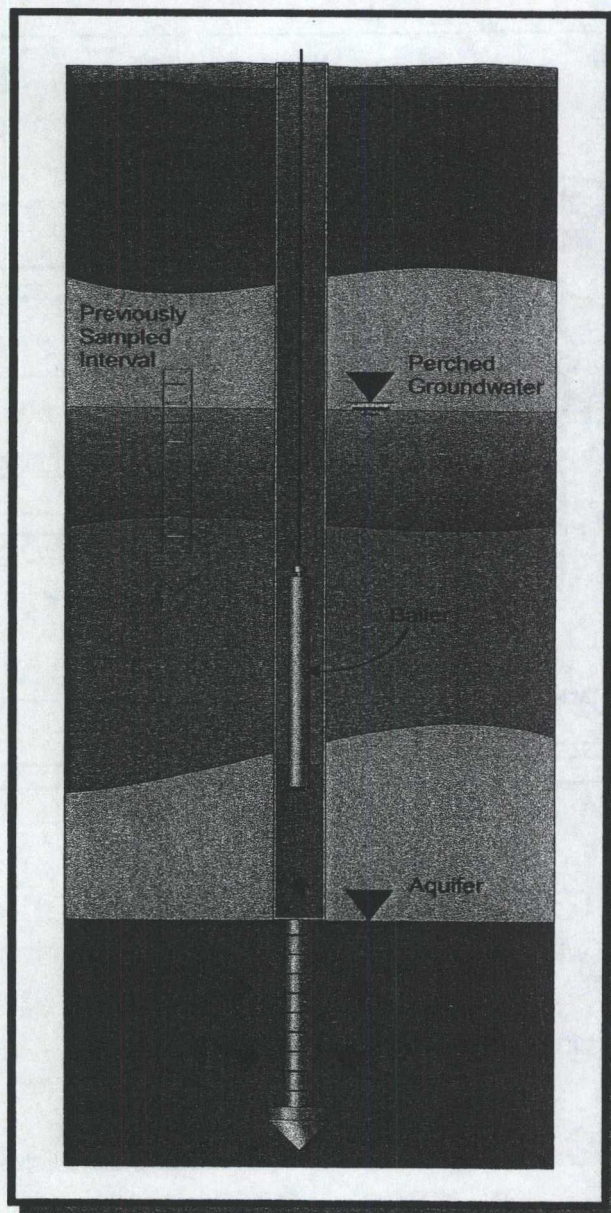 Previously
Sampled
Interval
Perched
Groundwater
Bailer
Aquifer